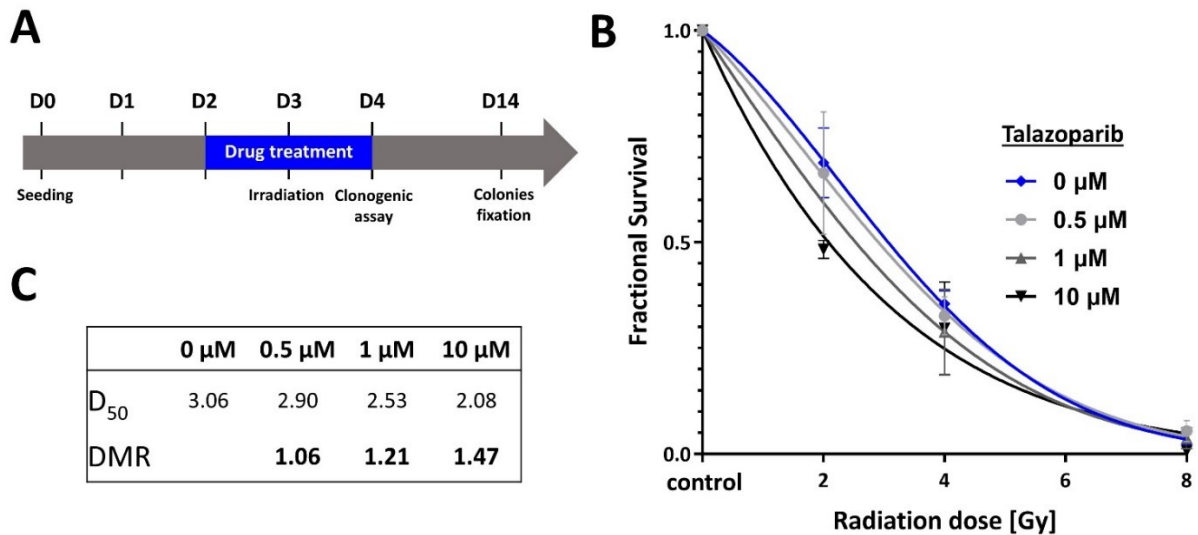 A
D0 D1 D2 D3 D4 D14
Drug treatment
Seeding Irradiation Clonogenic assay Colonies fixation
B
Fractional Survival
1.0
0.5
0.0
control 2 4 6 8
Radiation dose [Gy]
Talazoparib
0 μM
0.5 μM
1 μM
10 μM
C
0 μM 0.5 μM 1 μM 10 μM
D50 3.06 2.90 2.53 2.08
DMR 1.06 1.21 1.47